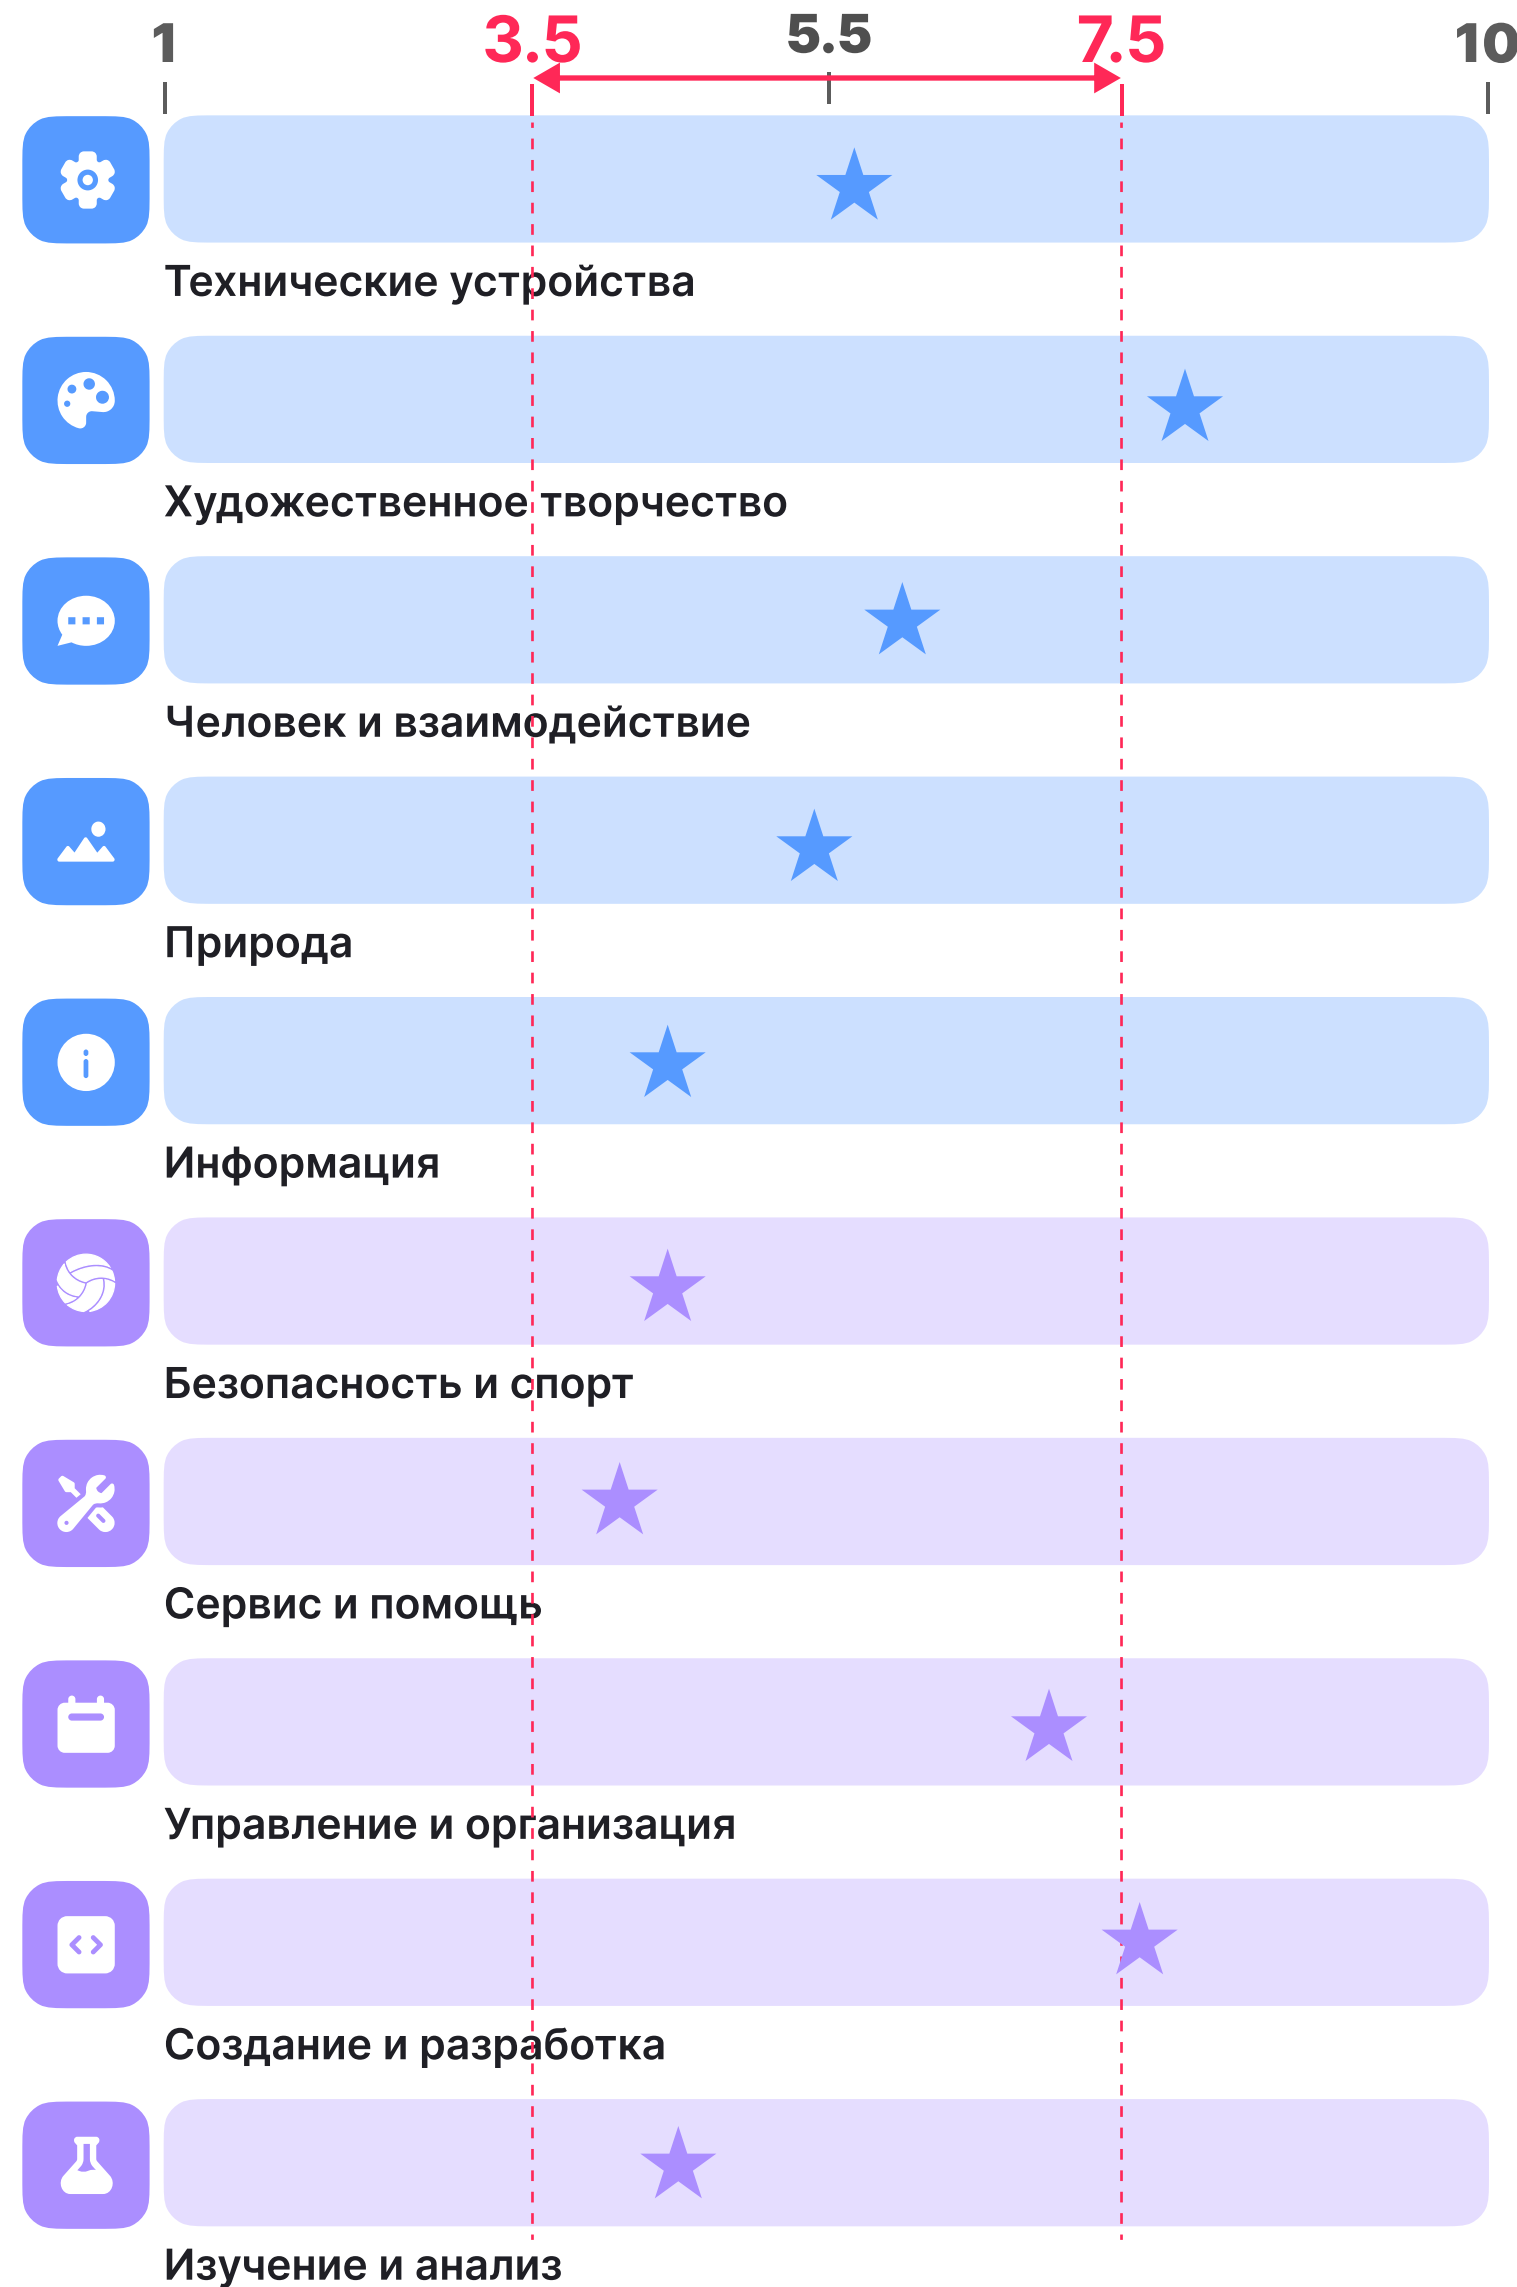 1 3.5 5.5 7.5 10
Технические устройства
Художественное творчество
Человек и взаимодействие
Природа
Информация
Безопасность и спорт
Сервис и помощь
Управление и организация
Создание и разработка
Изучение и анализ